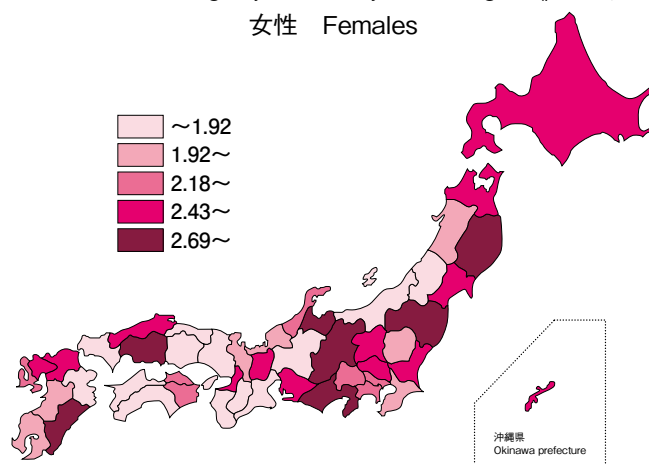 女性 Females
～1.92
1.92～
2.18～
2.43～
2.69～
沖縄県
Okinawa prefecture